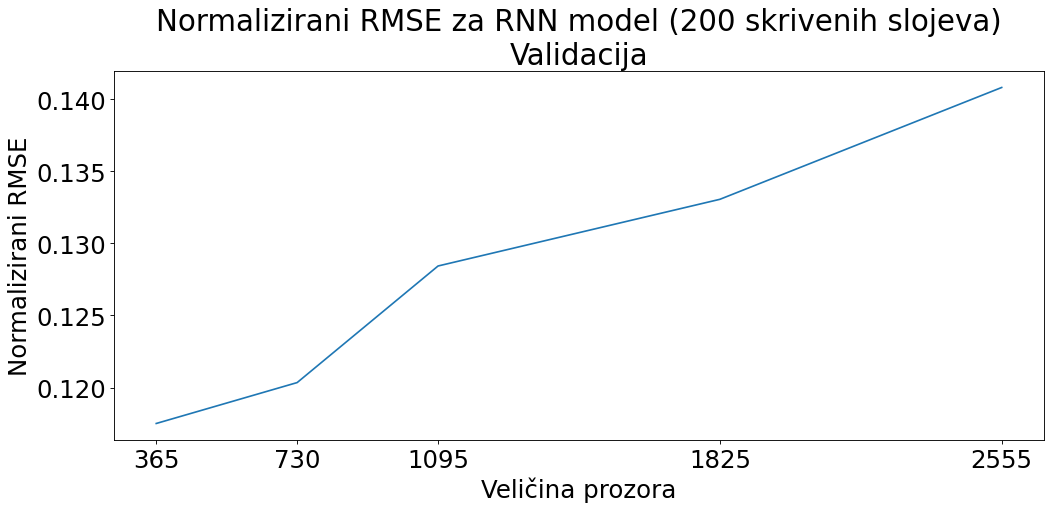 Normalizirani RMSE za RNN model (200 skrivenih slojeva)
Validacija
Normalizirani RMSE
0.140
0.135
0.130
0.125
0.120
365 730 1095 1825 2555
Veličina prozora